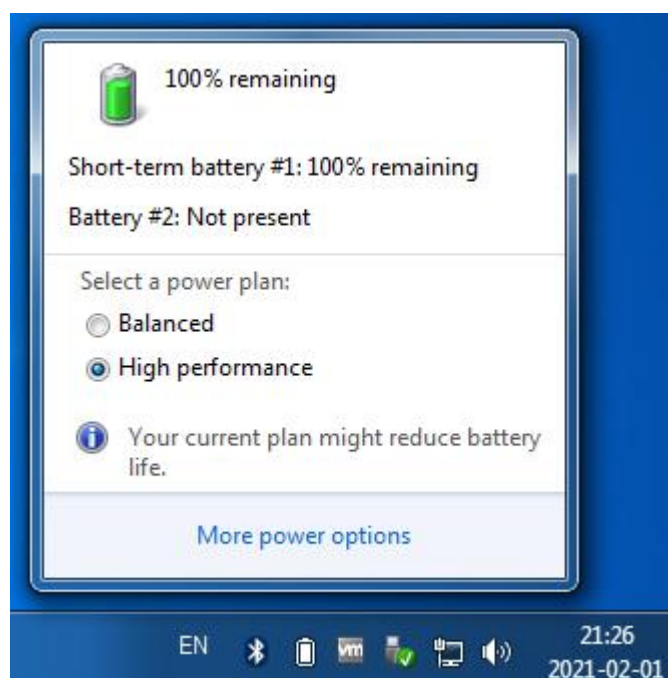 100% remaining
Short-term battery #1: 100% remaining
Battery #2: Not present
Select a power plan:
Balanced
High performance
Your current plan might reduce battery
life.
More power options
EN
vm
21:26
2021-02-01